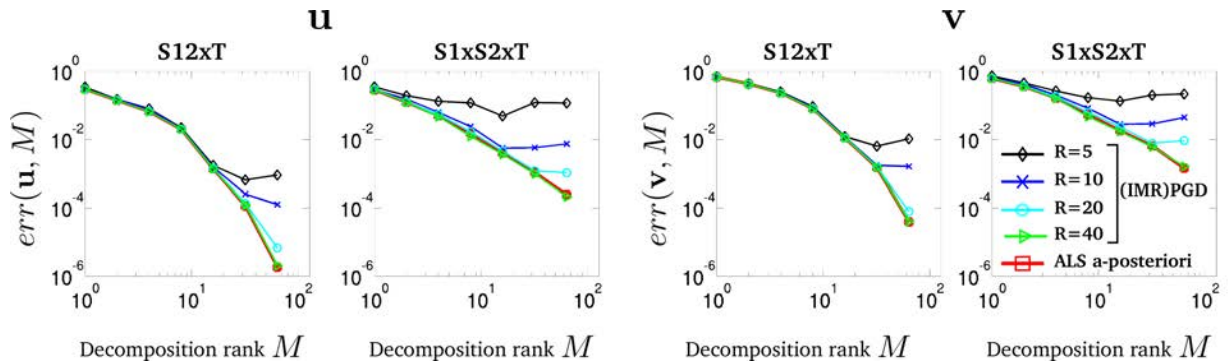 u
v
S12xT
S1xS2xT
S12xT
S1xS2xT
err(u, M)
10^0
10^-2
10^-4
10^-6
10^0
10^1
10^2
Decomposition rank M
10^0
10^-2
10^-4
10^-6
10^0
10^1
10^2
Decomposition rank M
err(v, M)
10^0
10^-2
10^-4
10^-6
10^0
10^1
10^2
Decomposition rank M
10^0
10^-2
10^-4
10^-6
10^0
10^1
10^2
Decomposition rank M
R=5
R=10
R=20
R=40
(IMR)PGD
ALS a-posteriori